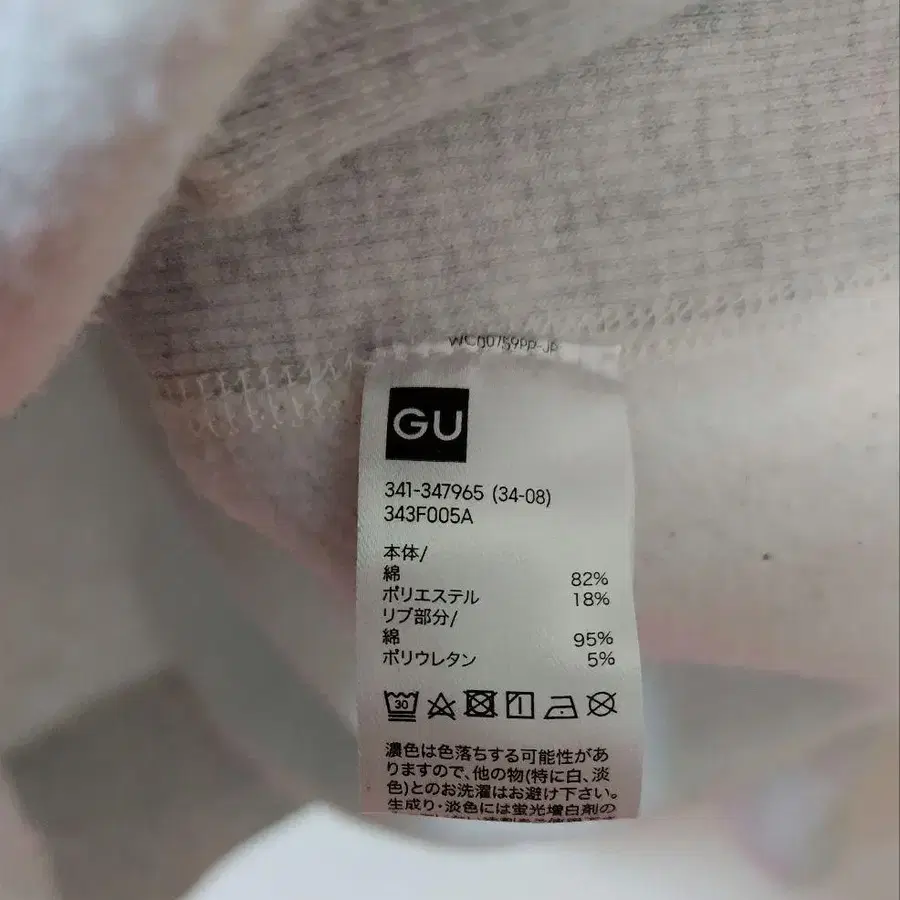 GU
341-347965 (34-08)
343F005A
本体/
綿 82%
ポリエステル 18%
リブ部分/
綿 95%
ポリウレタン 5%
30
濃色は色落ちする可能性があ
りますので、他の物(特に白、淡
色)とのお洗濯はお避け下さい。
生成り・淡色には蛍光増白剤の